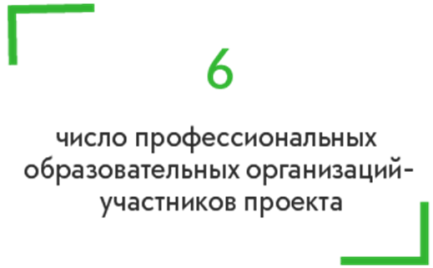 6
число профессиональных
образовательных организаций-
участников проекта